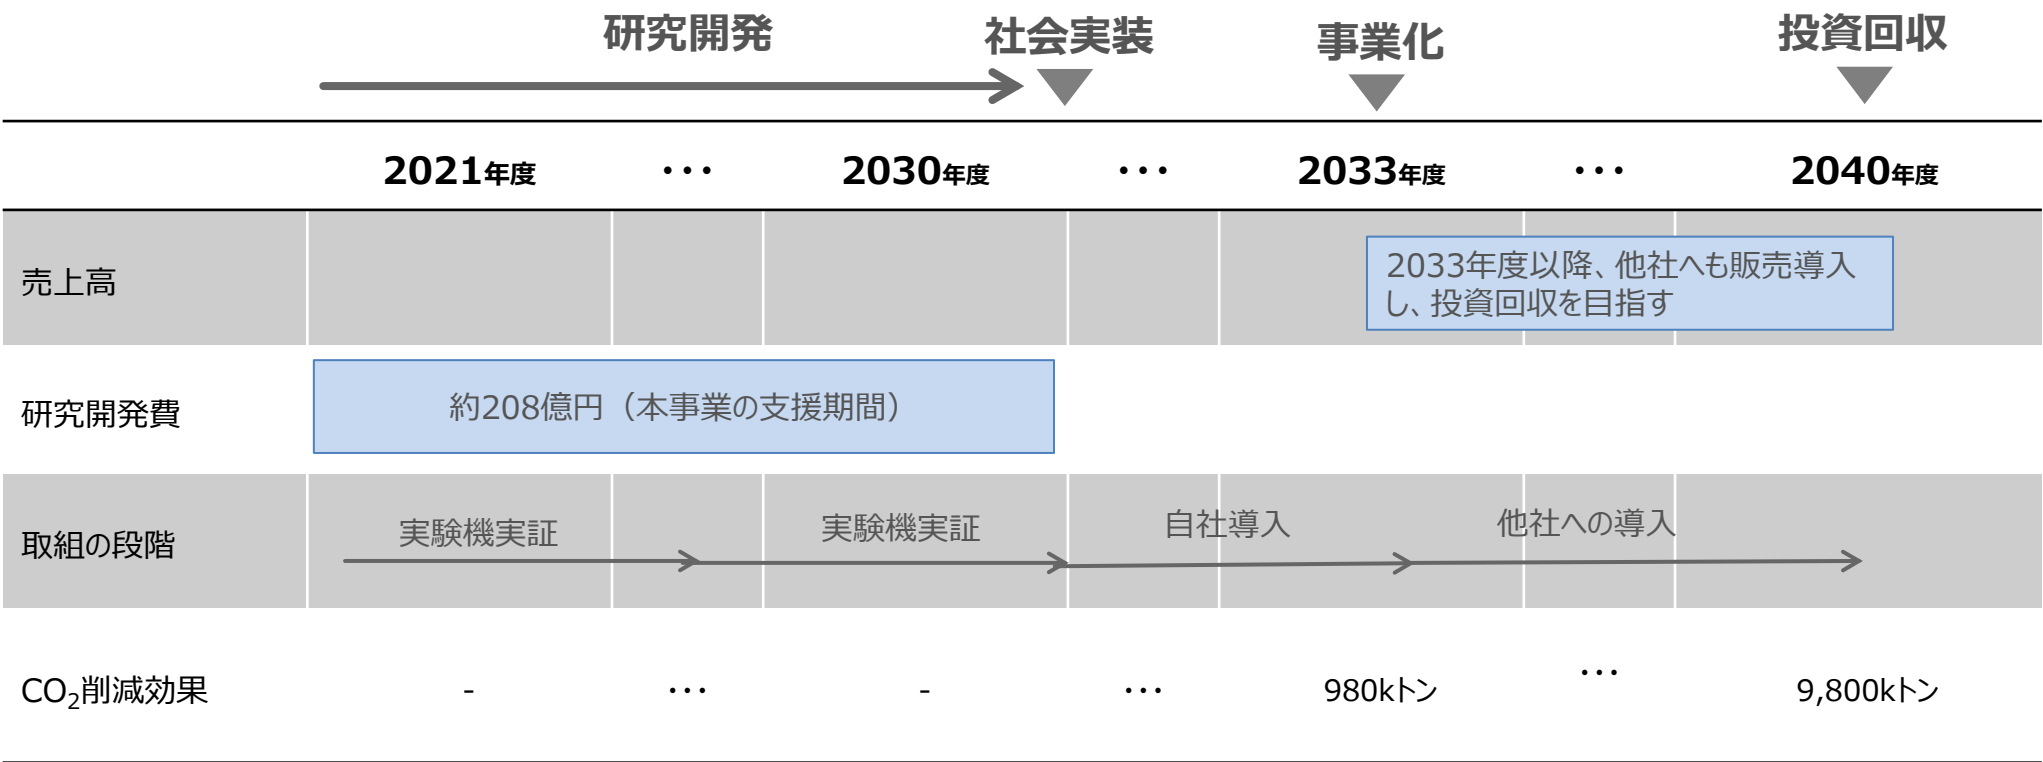 研究開発 社会実装 事業化 投資回収
2021年度 ・・・ 2030年度 ・・・ 2033年度 ・・・ 2040年度
売上高
2033年度以降、他社へも販売導入
し、投資回収を目指す
研究開発費 約208億円（本事業の支援期間）
取組の段階 実験機実証 実験機実証 自社導入 他社への導入
CO₂削減効果 - ・・・ - ・・・ 980kトン ・・・ 9,800kトン